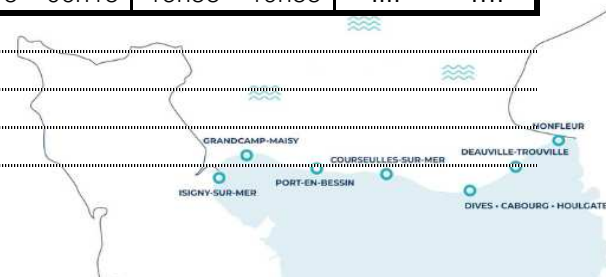 HONFLEUR
GRANDCAMP-MAISY
DEAUVILLE-TROUVILLE
COURSEULLES-SUR-MER
PORT-EN-BESSIN
ISIGNY-SUR-MER
DIVES • CABOURG • HOULGATE